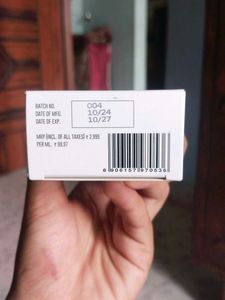 BATCH NO. 004
DATE OF MFG. 10/24
DATE OF EXP. 10/27
MRP (INCL. OF ALL TAXES) ₹ 2,999
PER ML. ₹ 99.97
8 906157 970536